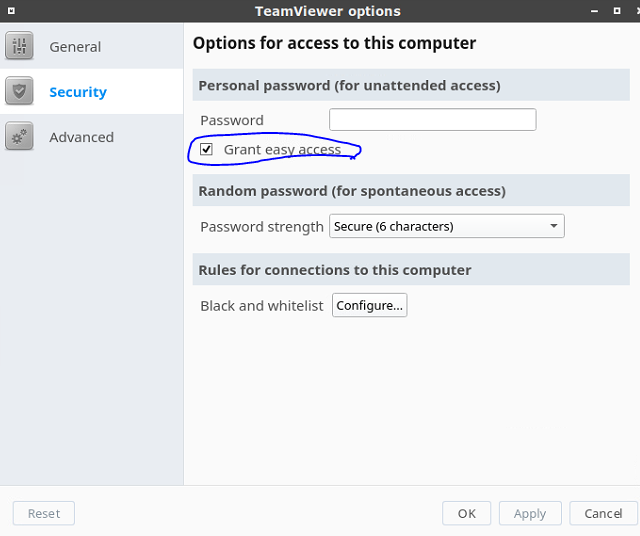 TeamViewer options
General
Security
Advanced
Options for access to this computer
Personal password (for unattended access)
Password
Grant easy access
Random password (for spontaneous access)
Password strength Secure (6 characters)
Rules for connections to this computer
Black and whitelist Configure...
Reset OK Apply Cancel